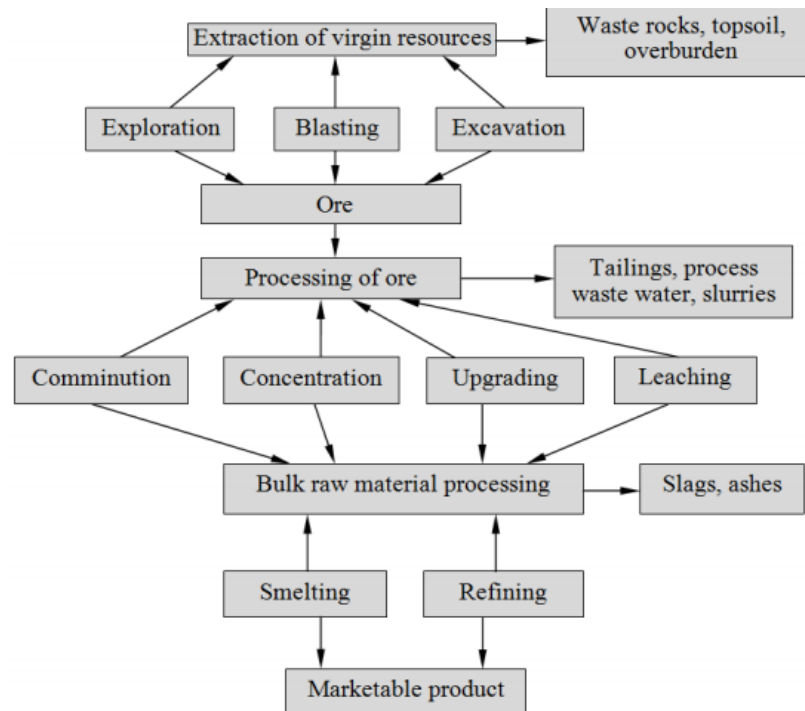 Extraction of virgin resources
Waste rocks, topsoil,
overburden
Exploration
Blasting
Excavation
Ore
Processing of ore
Tailings, process
waste water, slurries
Comminution
Concentration
Upgrading
Leaching
Bulk raw material processing
Slags, ashes
Smelting
Refining
Marketable product